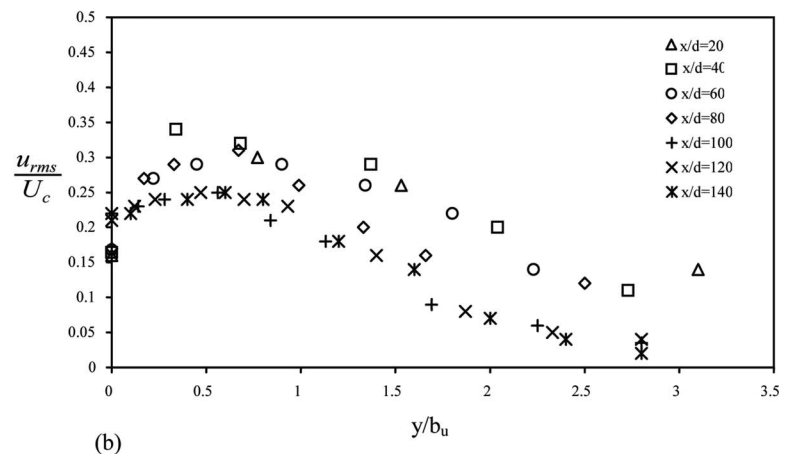 0.5
0.45
0.4
0.35
0.3
0.25
0.2
0.15
0.1
0.05
0
u_rms
U_c
x/d=20
x/d=40
x/d=60
x/d=80
x/d=100
x/d=120
x/d=140
0 0.5 1 1.5 2 2.5 3 3.5
y/b_u
(b)